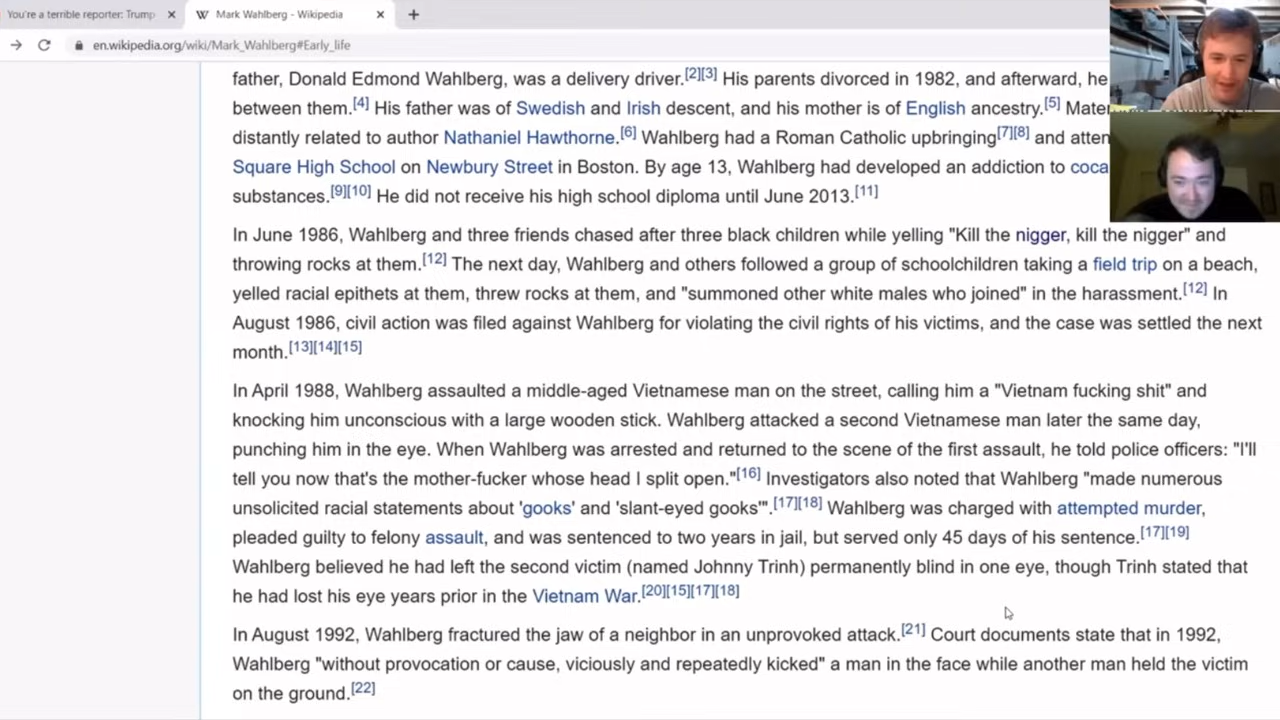 You're a terrible reporter: Trump
W Mark Wahlberg - Wikipedia
en.wikipedia.org/wiki/Mark_Wahlberg#Early_life
father, Donald Edmond Wahlberg, was a delivery driver.[2][3] His parents divorced in 1982, and afterward, he
between them.[4] His father was of Swedish and Irish descent, and his mother is of English ancestry.[5] Mater
distantly related to author Nathaniel Hawthorne.[6] Wahlberg had a Roman Catholic upbringing[7][8] and atten
Square High School on Newbury Street in Boston. By age 13, Wahlberg had developed an addiction to coca
substances.[9][10] He did not receive his high school diploma until June 2013.[11]
In June 1986, Wahlberg and three friends chased after three black children while yelling "Kill the nigger, kill the nigger" and
throwing rocks at them.[12] The next day, Wahlberg and others followed a group of schoolchildren taking a field trip on a beach,
yelled racial epithets at them, threw rocks at them, and "summoned other white males who joined" in the harassment.[12] In
August 1986, civil action was filed against Wahlberg for violating the civil rights of his victims, and the case was settled the next
month.[13][14][15]
In April 1988, Wahlberg assaulted a middle-aged Vietnamese man on the street, calling him a "Vietnam fucking shit" and
knocking him unconscious with a large wooden stick. Wahlberg attacked a second Vietnamese man later the same day,
punching him in the eye. When Wahlberg was arrested and returned to the scene of the first assault, he told police officers: "I'll
tell you now that's the mother-fucker whose head I split open."[16] Investigators also noted that Wahlberg "made numerous
unsolicited racial statements about 'gooks' and 'slant-eyed gooks'".[17][18] Wahlberg was charged with attempted murder,
pleaded guilty to felony assault, and was sentenced to two years in jail, but served only 45 days of his sentence.[17][19]
Wahlberg believed he had left the second victim (named Johnny Trinh) permanently blind in one eye, though Trinh stated that
he had lost his eye years prior in the Vietnam War.[20][15][17][18]
In August 1992, Wahlberg fractured the jaw of a neighbor in an unprovoked attack.[21] Court documents state that in 1992,
Wahlberg "without provocation or cause, viciously and repeatedly kicked" a man in the face while another man held the victim
on the ground.[22]